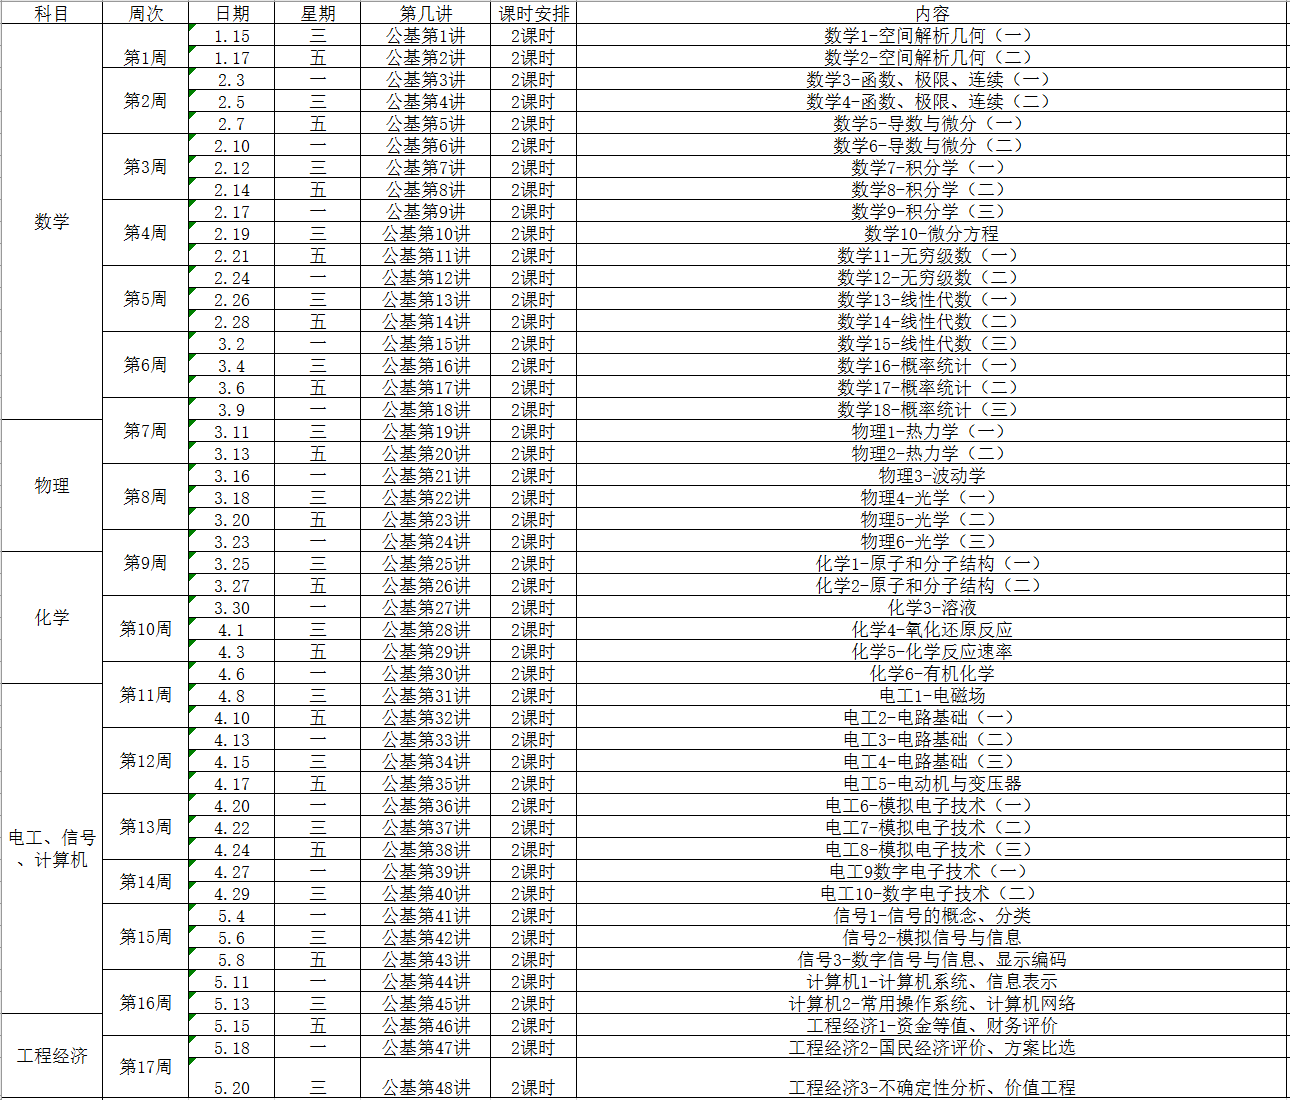 科目 周次 日期 星期 第几讲 课时安排 内容
1.15 三 公基第1讲 2课时 数学1-空间解析几何（一）
第1周 1.17 五 公基第2讲 2课时 数学2-空间解析几何（二）
2.3 一 公基第3讲 2课时 数学3-函数、极限、连续（一）
第2周 2.5 三 公基第4讲 2课时 数学4-函数、极限、连续（二）
2.7 五 公基第5讲 2课时 数学5-导数与微分（一）
2.10 一 公基第6讲 2课时 数学6-导数与微分（二）
第3周 2.12 三 公基第7讲 2课时 数学7-积分学（一）
2.14 五 公基第8讲 2课时 数学8-积分学（二）
数学 2.17 一 公基第9讲 2课时 数学9-积分学（三）
第4周 2.19 三 公基第10讲 2课时 数学10-微分方程
2.21 五 公基第11讲 2课时 数学11-无穷级数（一）
2.24 一 公基第12讲 2课时 数学12-无穷级数（二）
第5周 2.26 三 公基第13讲 2课时 数学13-线性代数（一）
2.28 五 公基第14讲 2课时 数学14-线性代数（二）
3.2 一 公基第15讲 2课时 数学15-线性代数（三）
第6周 3.4 三 公基第16讲 2课时 数学16-概率统计（一）
3.6 五 公基第17讲 2课时 数学17-概率统计（二）
3.9 一 公基第18讲 2课时 数学18-概率统计（三）
第7周 3.11 三 公基第19讲 2课时 物理1-热力学（一）
3.13 五 公基第20讲 2课时 物理2-热力学（二）
物理 3.16 一 公基第21讲 2课时 物理3-波动学
第8周 3.18 三 公基第22讲 2课时 物理4-光学（一）
3.20 五 公基第23讲 2课时 物理5-光学（二）
3.23 一 公基第24讲 2课时 物理6-光学（三）
第9周 3.25 三 公基第25讲 2课时 化学1-原子和分子结构（一）
3.27 五 公基第26讲 2课时 化学2-原子和分子结构（二）
化学 3.30 一 公基第27讲 2课时 化学3-溶液
第10周 4.1 三 公基第28讲 2课时 化学4-氧化还原反应
4.3 五 公基第29讲 2课时 化学5-化学反应速率
4.6 一 公基第30讲 2课时 化学6-有机化学
第11周 4.8 三 公基第31讲 2课时 电工1-电磁场
4.10 五 公基第32讲 2课时 电工2-电路基础（一）
4.13 一 公基第33讲 2课时 电工3-电路基础（二）
第12周 4.15 三 公基第34讲 2课时 电工4-电路基础（三）
4.17 五 公基第35讲 2课时 电工5-电动机与变压器
4.20 一 公基第36讲 2课时 电工6-模拟电子技术（一）
第13周 4.22 三 公基第37讲 2课时 电工7-模拟电子技术（二）
电工、信号
、计算机 4.24 五 公基第38讲 2课时 电工8-模拟电子技术（三）
第14周 4.27 一 公基第39讲 2课时 电工9数字电子技术（一）
4.29 三 公基第40讲 2课时 电工10-数字电子技术（二）
5.4 一 公基第41讲 2课时 信号1-信号的概念、分类
第15周 5.6 三 公基第42讲 2课时 信号2-模拟信号与信息
5.8 五 公基第43讲 2课时 信号3-数字信号与信息、显示编码
5.11 一 公基第44讲 2课时 计算机1-计算机系统、信息表示
第16周 5.13 三 公基第45讲 2课时 计算机2-常用操作系统、计算机网络
5.15 五 公基第46讲 2课时 工程经济1-资金等值、财务评价
工程经济 第17周 5.18 一 公基第47讲 2课时 工程经济2-国民经济评价、方案比选
5.20 三 公基第48讲 2课时 工程经济3-不确定性分析、价值工程